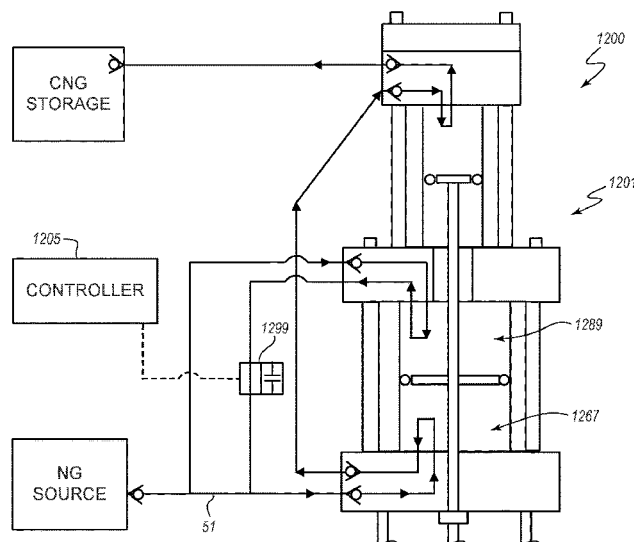 1200
CNG
STORAGE
1201
1205
CONTROLLER
1299
1289
1267
NG
SOURCE
51